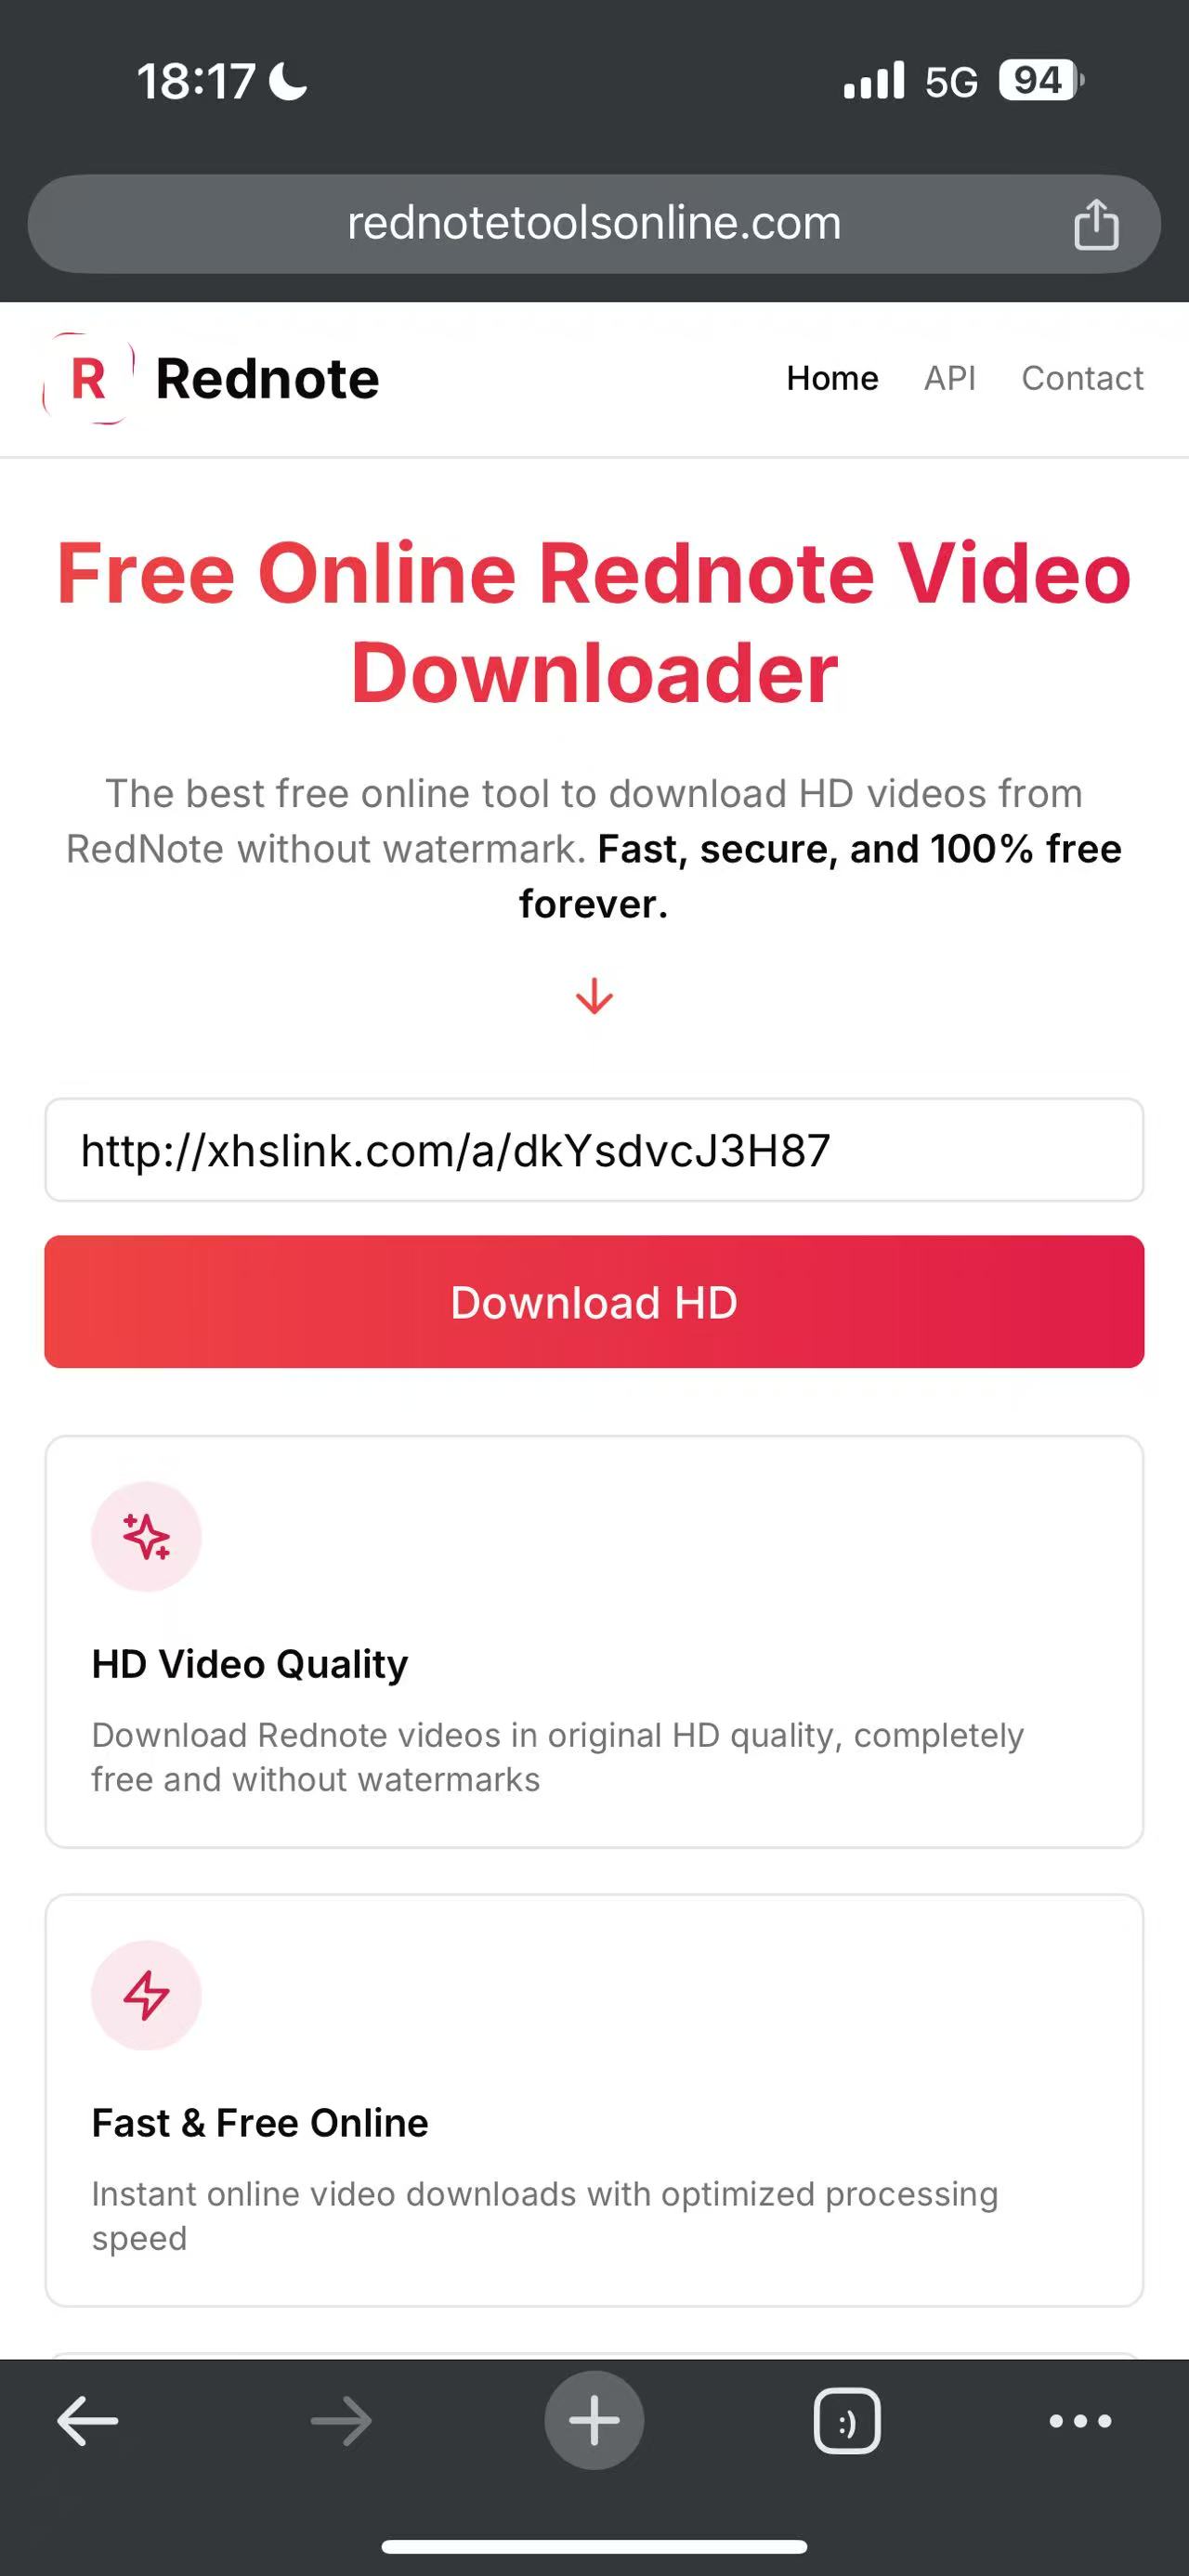 18:17
5G
94
rednotetoolsonline.com
R
Rednote
Home
API
Contact
Free Online Rednote Video
Downloader
The best free online tool to download HD videos from
RedNote without watermark. Fast, secure, and 100% free
forever.
http://xhslink.com/a/dkYsdvcJ3H87
Download HD
HD Video Quality
Download Rednote videos in original HD quality, completely
free and without watermarks
Fast & Free Online
Instant online video downloads with optimized processing
speed
:)